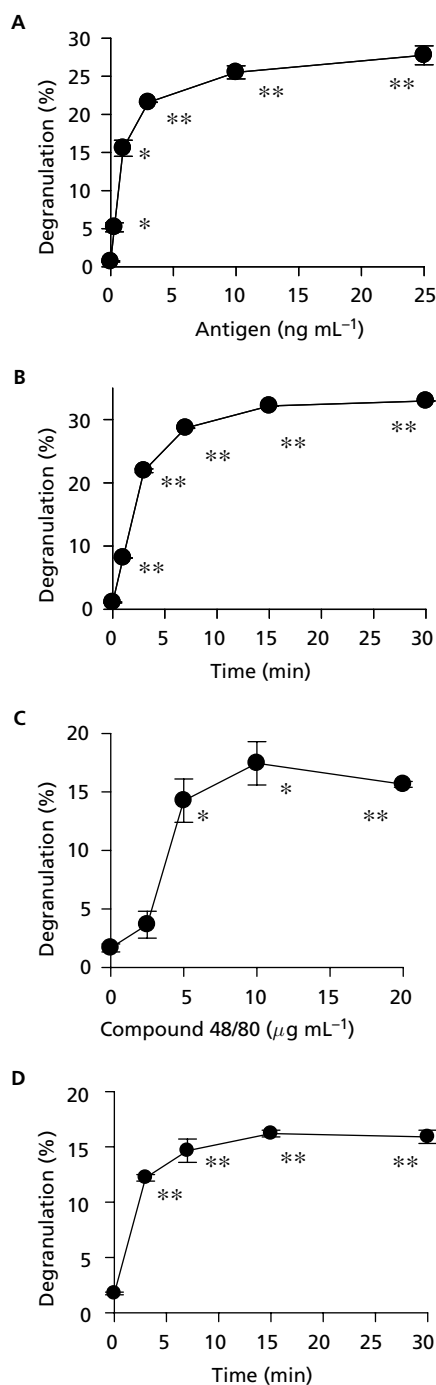 A
30
25
20
15
10
5
0
Degranulation (%)
*
*
**
**
**
0 5 10 15 20 25
Antigen (ng mL⁻¹)
B
30
20
10
0
Degranulation (%)
**
**
**
**
**
0 5 10 15 20 25 30
Time (min)
C
20
15
10
5
0
Degranulation (%)
*
*
**
0 5 10 15 20
Compound 48/80 (μg mL⁻¹)
D
20
15
10
5
0
Degranulation (%)
**
**
**
**
0 5 10 15 20 25 30
Time (min)